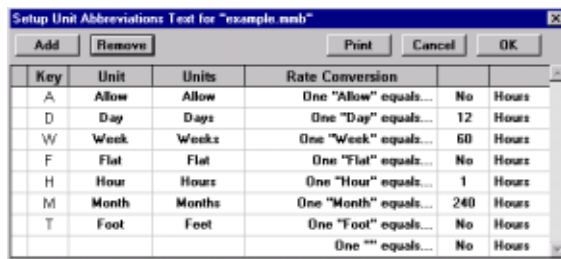 Setup Unit Abbreviations Text for "example.mmb"
Add Remove Print Cancel OK
Key Unit Units Rate Conversion
A Allow Allow One "Allow" equals... No Hours
D Day Days One "Day" equals... 12 Hours
W Week Weeks One "Week" equals... 60 Hours
F Flat Flat One "Flat" equals... No Hours
H Hour Hours One "Hour" equals... 1 Hours
M Month Months One "Month" equals... 240 Hours
T Foot Feet One "Foot" equals... No Hours
One "" equals... No Hours